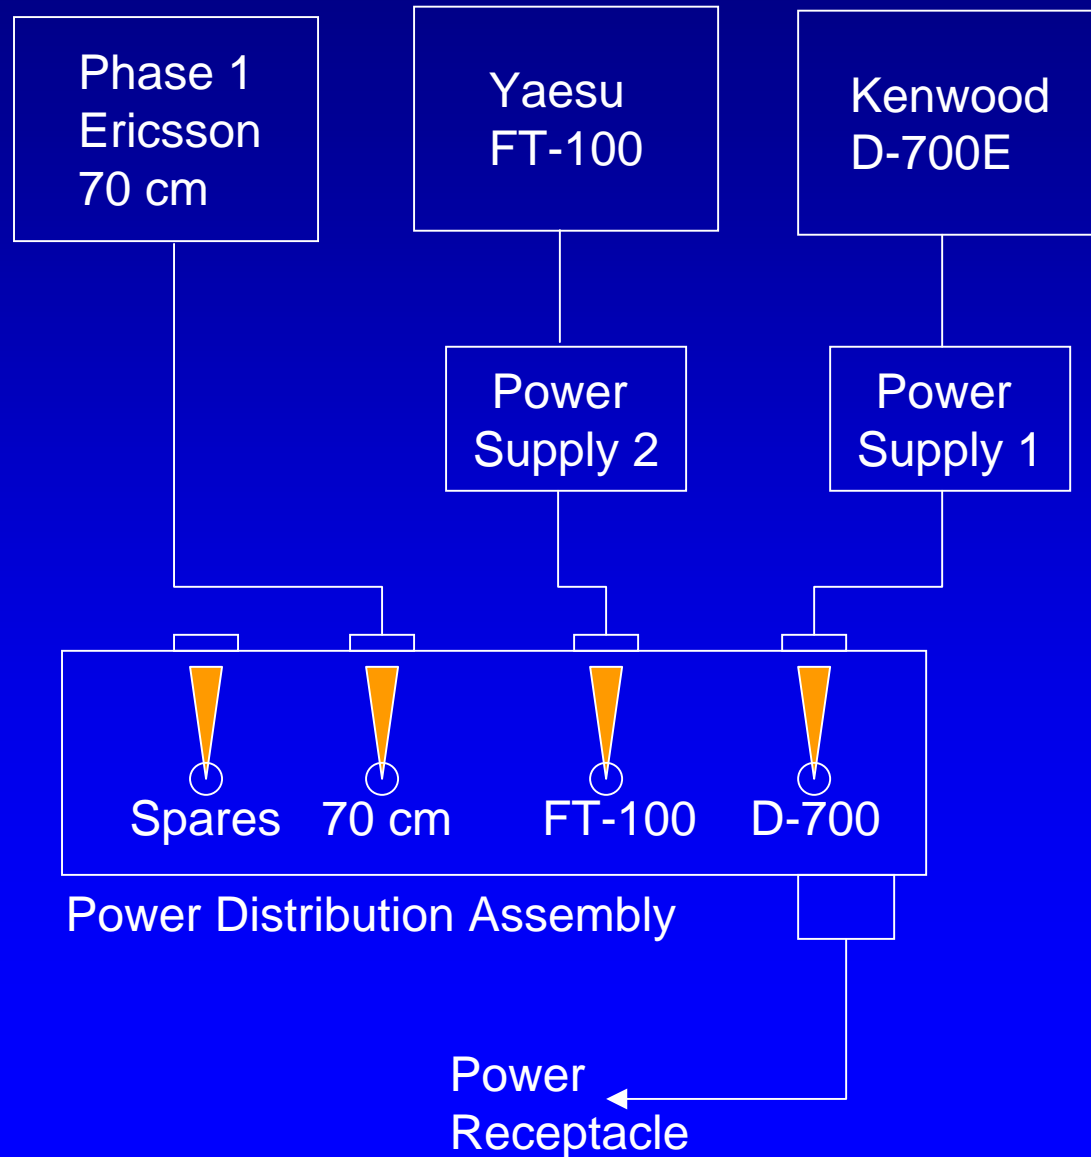 Phase 1
Ericsson
70 cm
Yaesu
FT-100
Kenwood
D-700E
Power
Supply 2
Power
Supply 1
Spares
70 cm
FT-100
D-700
Power Distribution Assembly
Power
Receptacle